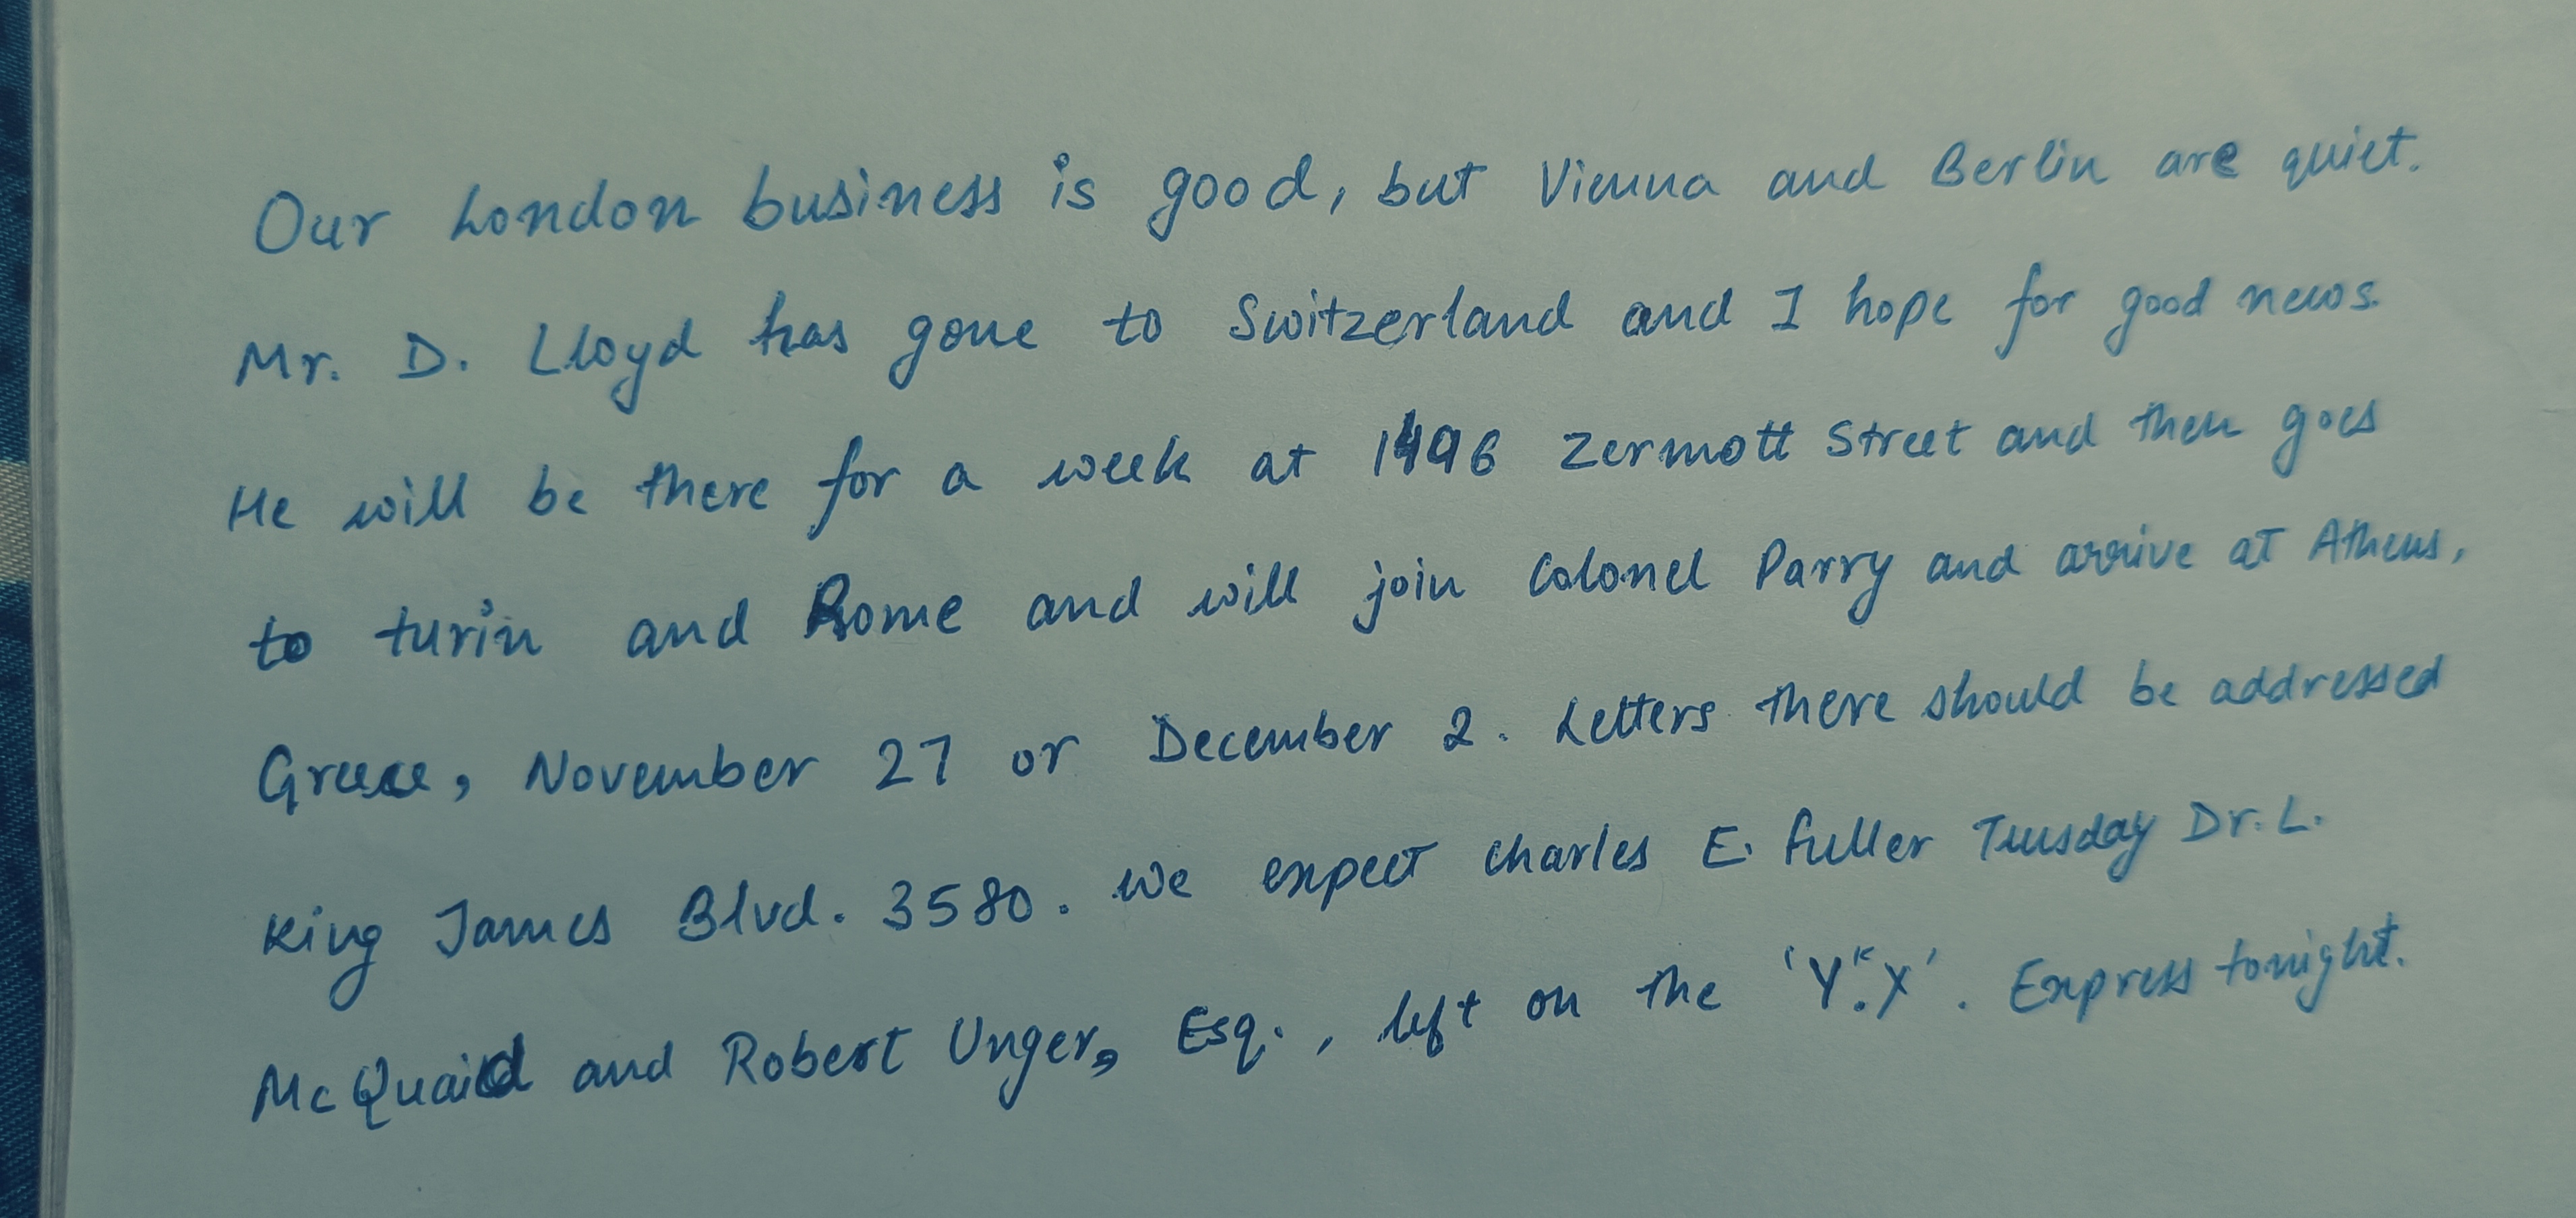 Our London business is good, but Vienna and Berlin are quiet.
Mr. D. Lloyd has gone to Switzerland and I hope for good news.
He will be there for a week at 1496 Zermott Street and then goes
to turin and Rome and will join Colonel Parry and arrive at Athens,
Greece, November 27 or December 2. Letters there should be addressed
King James Blvd. 3580. We expect Charles E. Fuller Tuesday Dr. L.
McQuaid and Robert Unger, Esq., left on the 'Y.X'. Express tonight.